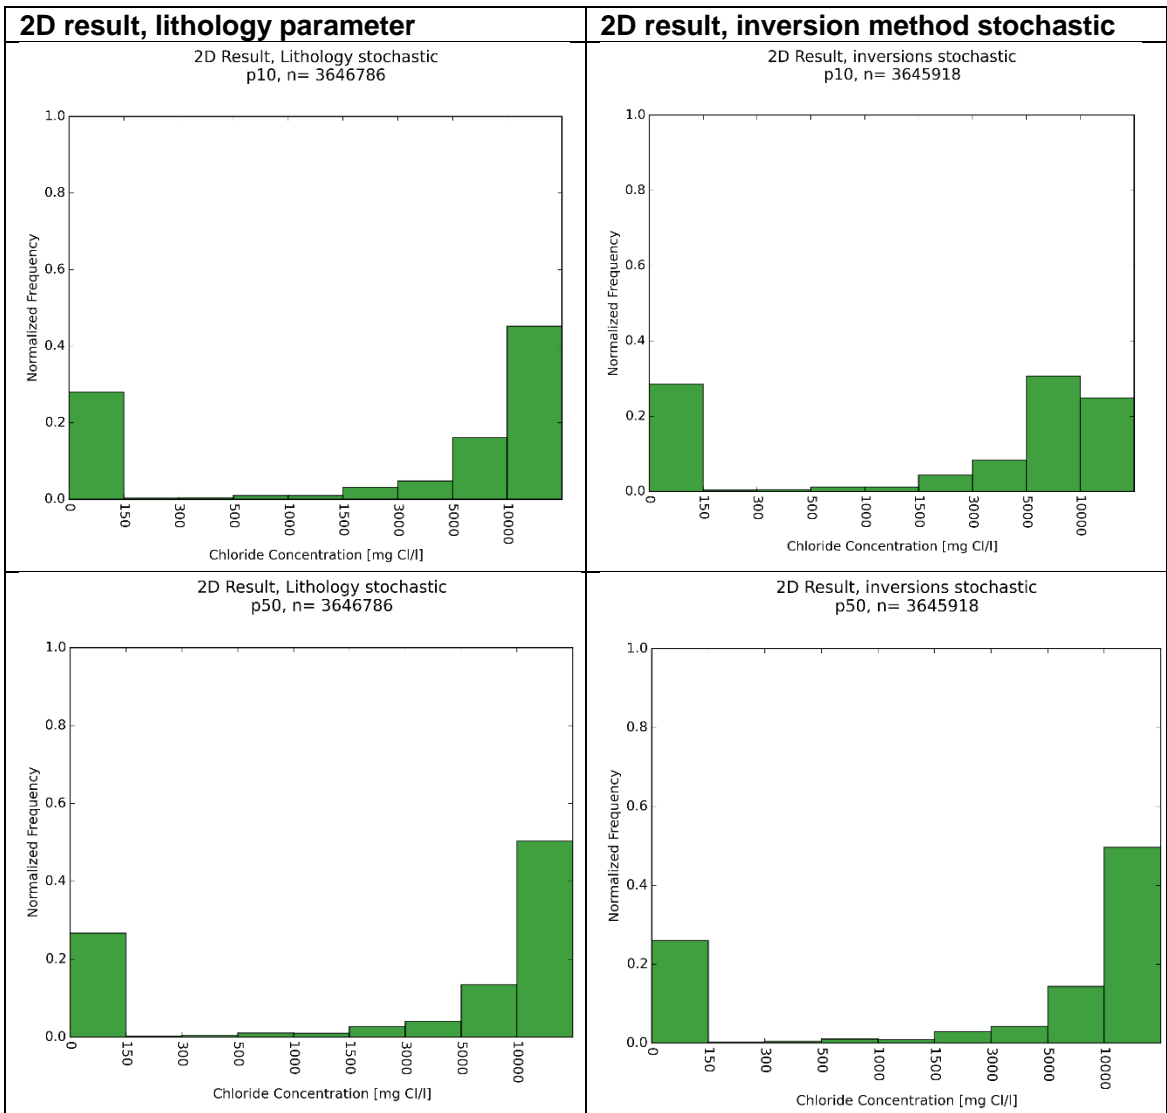 2D result, lithology parameter
2D result, inversion method stochastic
2D Result, Lithology stochastic
p10, n= 3646786
1.0
0.8
0.6
0.4
0.2
0.0
Normalized Frequency
0 150 300 500 1000 1500 3000 5000 10000
Chloride Concentration [mg Cl/l]
2D Result, inversions stochastic
p10, n= 3645918
1.0
0.8
0.6
0.4
0.2
0.0
Normalized Frequency
0 150 300 500 1000 1500 3000 5000 10000
Chloride Concentration [mg Cl/l]
2D Result, Lithology stochastic
p50, n= 3646786
1.0
0.8
0.6
0.4
0.2
0.0
Normalized Frequency
0 150 300 500 1000 1500 3000 5000 10000
Chloride Concentration [mg Cl/l]
2D Result, inversions stochastic
p50, n= 3645918
1.0
0.8
0.6
0.4
0.2
0.0
Normalized Frequency
0 150 300 500 1000 1500 3000 5000 10000
Chloride Concentration [mg Cl/l]